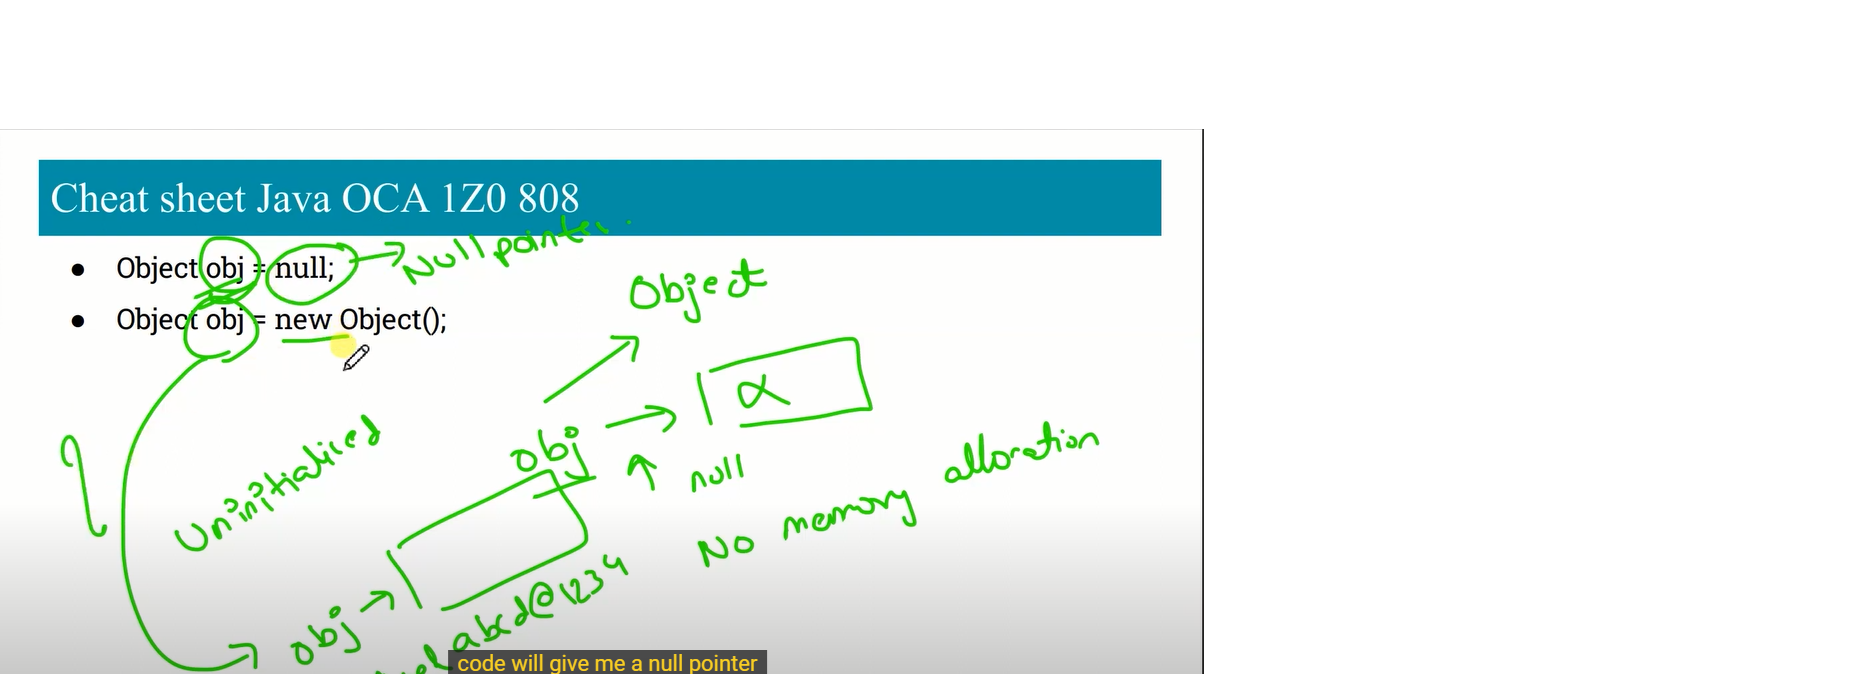 Cheat sheet Java OCA 1Z0 808
Object obj = null;
Null pointer
Object obj = new Object();
Object
α
obj
null
Uninitialized
No memory allocation
obj
abcd@1234
code will give me a null pointer